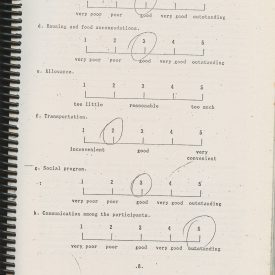 very poor poor good very good outstanding
d. Housing and food accomodations.
1 2 3 4 5
very poor poor good very good outstanding
e. Allowance.
1 2 3 4 5
too little reasonable too much
f. Transportation.
1 2 3 4 5
inconvenient good very
convenient
g. Social program.
1 2 3 4 5
very poor poor good very good outstanding
h. Communication among the participants.
1 2 3 4 5
very poor poor good very good outstanding
.8.